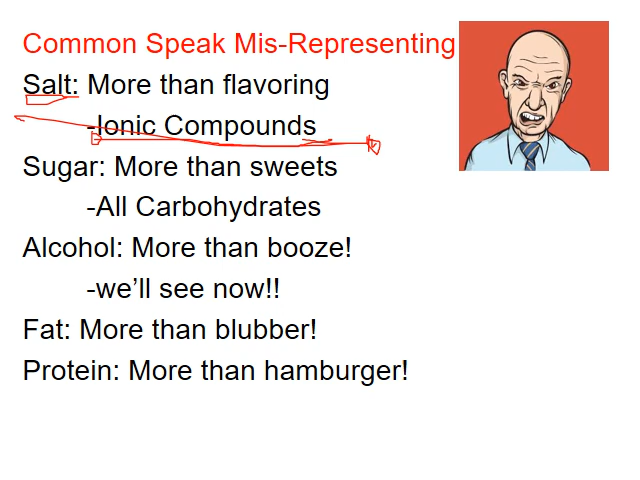 Common Speak Mis-Representing
Salt: More than flavoring
-Ionic Compounds
Sugar: More than sweets
-All Carbohydrates
Alcohol: More than booze!
-we’ll see now!!
Fat: More than blubber!
Protein: More than hamburger!